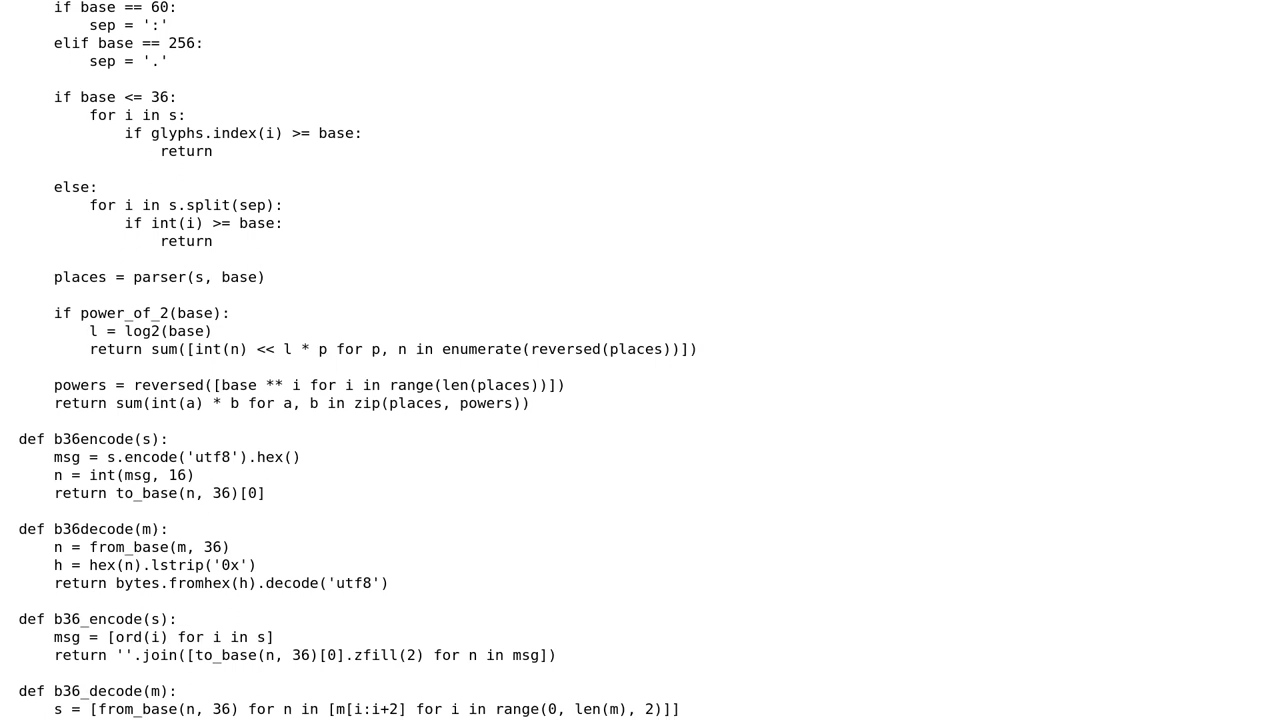 if base == 60:
        sep = ':'
    elif base == 256:
        sep = '.'

    if base <= 36:
        for i in s:
            if glyphs.index(i) >= base:
                return

    else:
        for i in s.split(sep):
            if int(i) >= base:
                return

    places = parser(s, base)

    if power_of_2(base):
        l = log2(base)
        return sum([int(n) << l * p for p, n in enumerate(reversed(places))])

    powers = reversed([base ** i for i in range(len(places))])
    return sum(int(a) * b for a, b in zip(places, powers))

def b36encode(s):
    msg = s.encode('utf8').hex()
    n = int(msg, 16)
    return to_base(n, 36)[0]

def b36decode(m):
    n = from_base(m, 36)
    h = hex(n).lstrip('0x')
    return bytes.fromhex(h).decode('utf8')

def b36_encode(s):
    msg = [ord(i) for i in s]
    return ''.join([to_base(n, 36)[0].zfill(2) for n in msg])

def b36_decode(m):
    s = [from_base(n, 36) for n in [m[i:i+2] for i in range(0, len(m), 2)]]